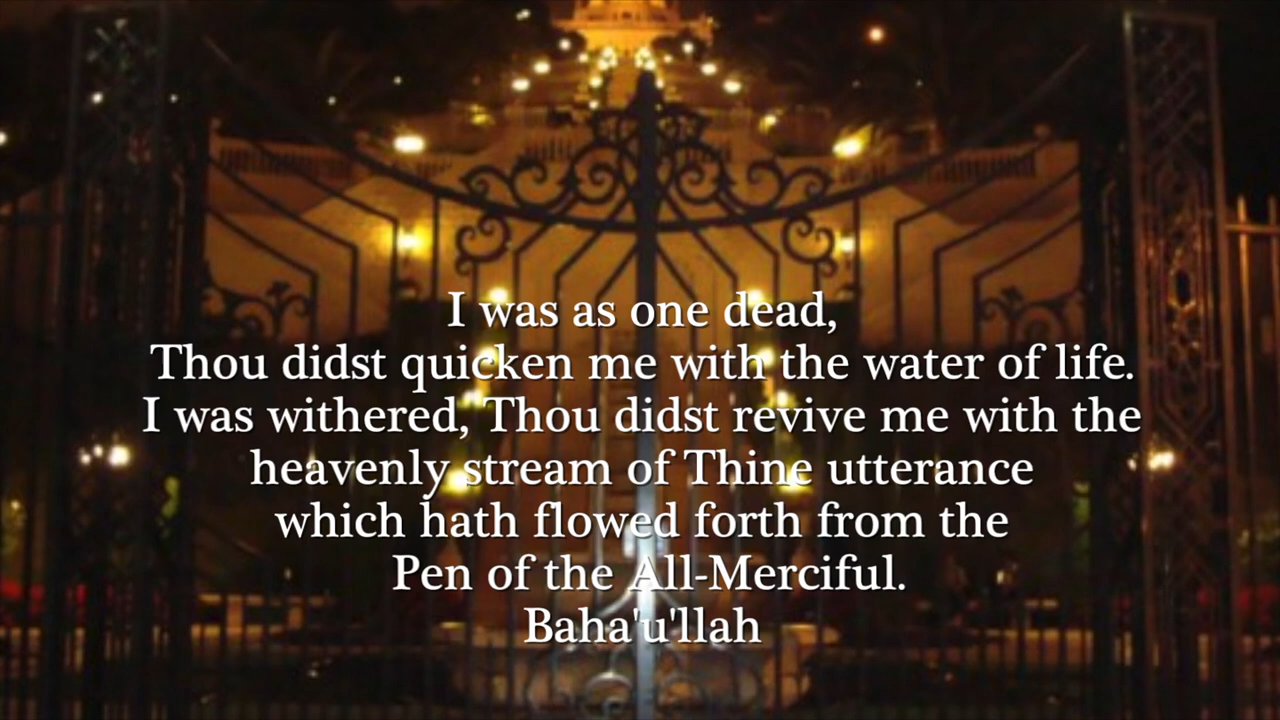 I was as one dead,
Thou didst quicken me with the water of life.
I was withered, Thou didst revive me with the
heavenly stream of Thine utterance
which hath flowed forth from the
Pen of the All-Merciful.
Baha'u'llah